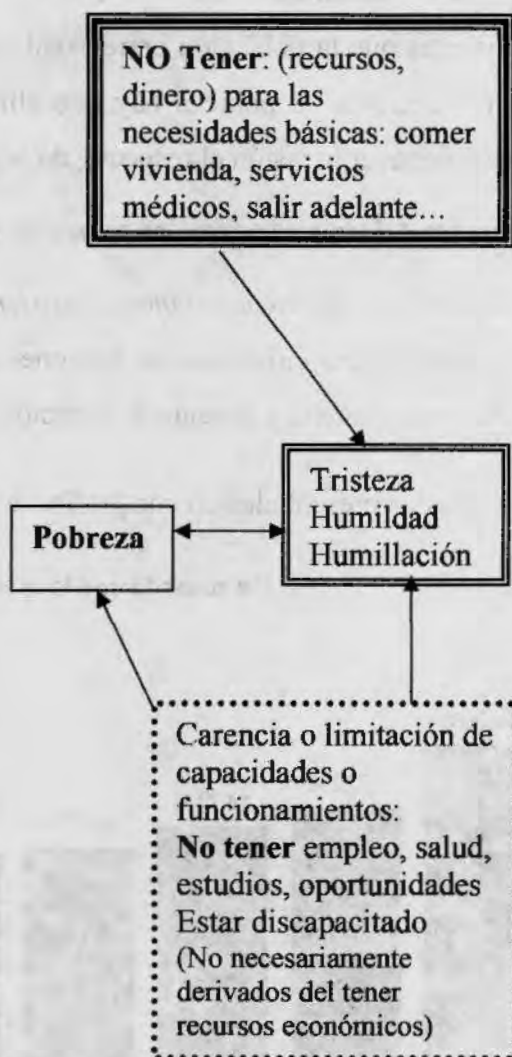 NO Tener: (recursos,
dinero) para las
necesidades básicas: comer
vivienda, servicios
médicos, salir adelante…
Tristeza
Humildad
Humillación
Pobreza
Carencia o limitación de
capacidades o
funcionamientos:
No tener empleo, salud,
estudios, oportunidades
Estar discapacitado
(No necesariamente
derivados del tener
recursos económicos)